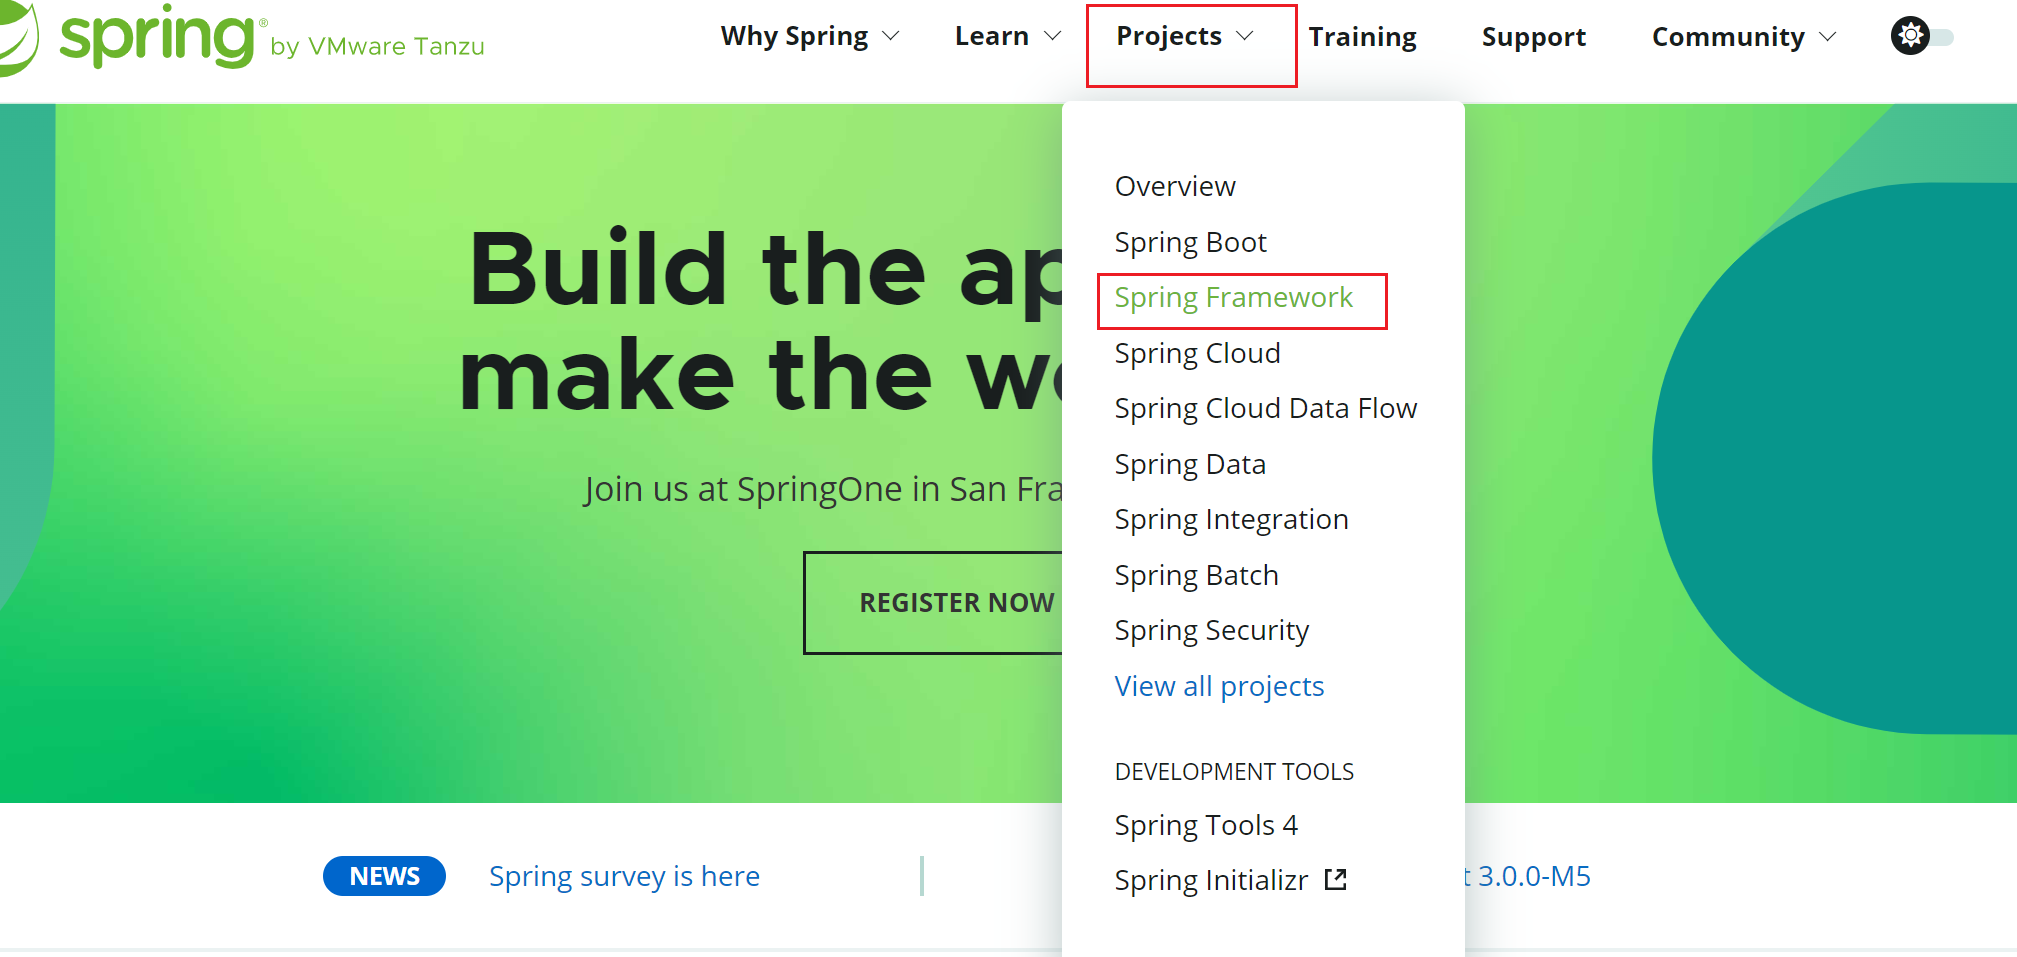 spring® by VMware Tanzu
Why Spring
Learn
Projects
Training
Support
Community
Overview
Spring Boot
Spring Framework
Spring Cloud
Spring Cloud Data Flow
Spring Data
Spring Integration
Spring Batch
Spring Security
View all projects
DEVELOPMENT TOOLS
Spring Tools 4
Spring Initializr
Build the
make the
Join us at SpringOne in San
REGISTER NOW
NEWS
Spring survey is here
3.0.0-M5